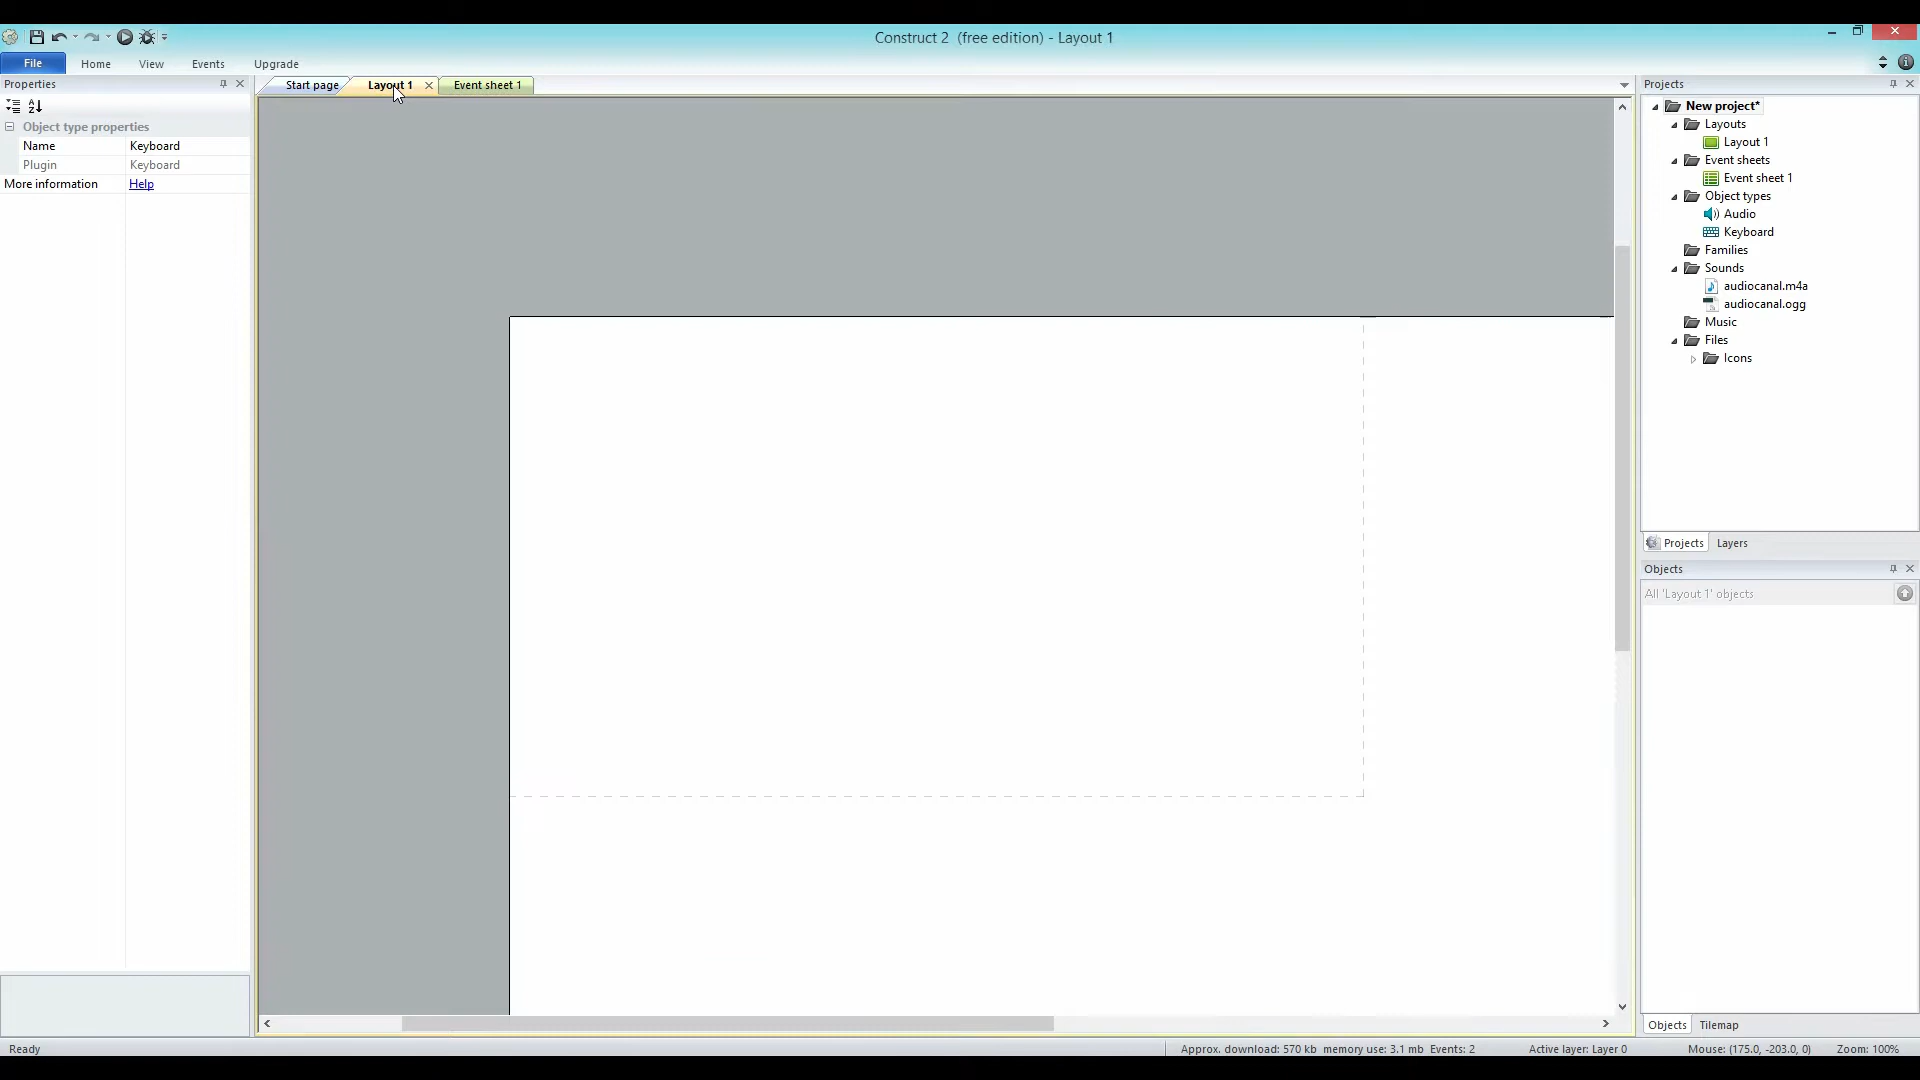 Construct 2 (free edition) - Layout 1
File Home View Events Upgrade
Properties
Start page Layout 1 Event sheet 1
Object type properties
Name Keyboard
Plugin Keyboard
More information Help
Projects
New project*
Layouts
Layout 1
Event sheets
Event sheet 1
Object types
Audio
Keyboard
Families
Sounds
audiocanal.m4a
audiocanal.ogg
Music
Files
Icons
Projects Layers
Objects
All 'Layout 1' objects
Objects Tilemap
Ready Approx. download: 570 kb memory use: 3.1 mb Events: 2 Active layer: Layer 0 Mouse: (175.0, -203.0, 0) Zoom: 100%